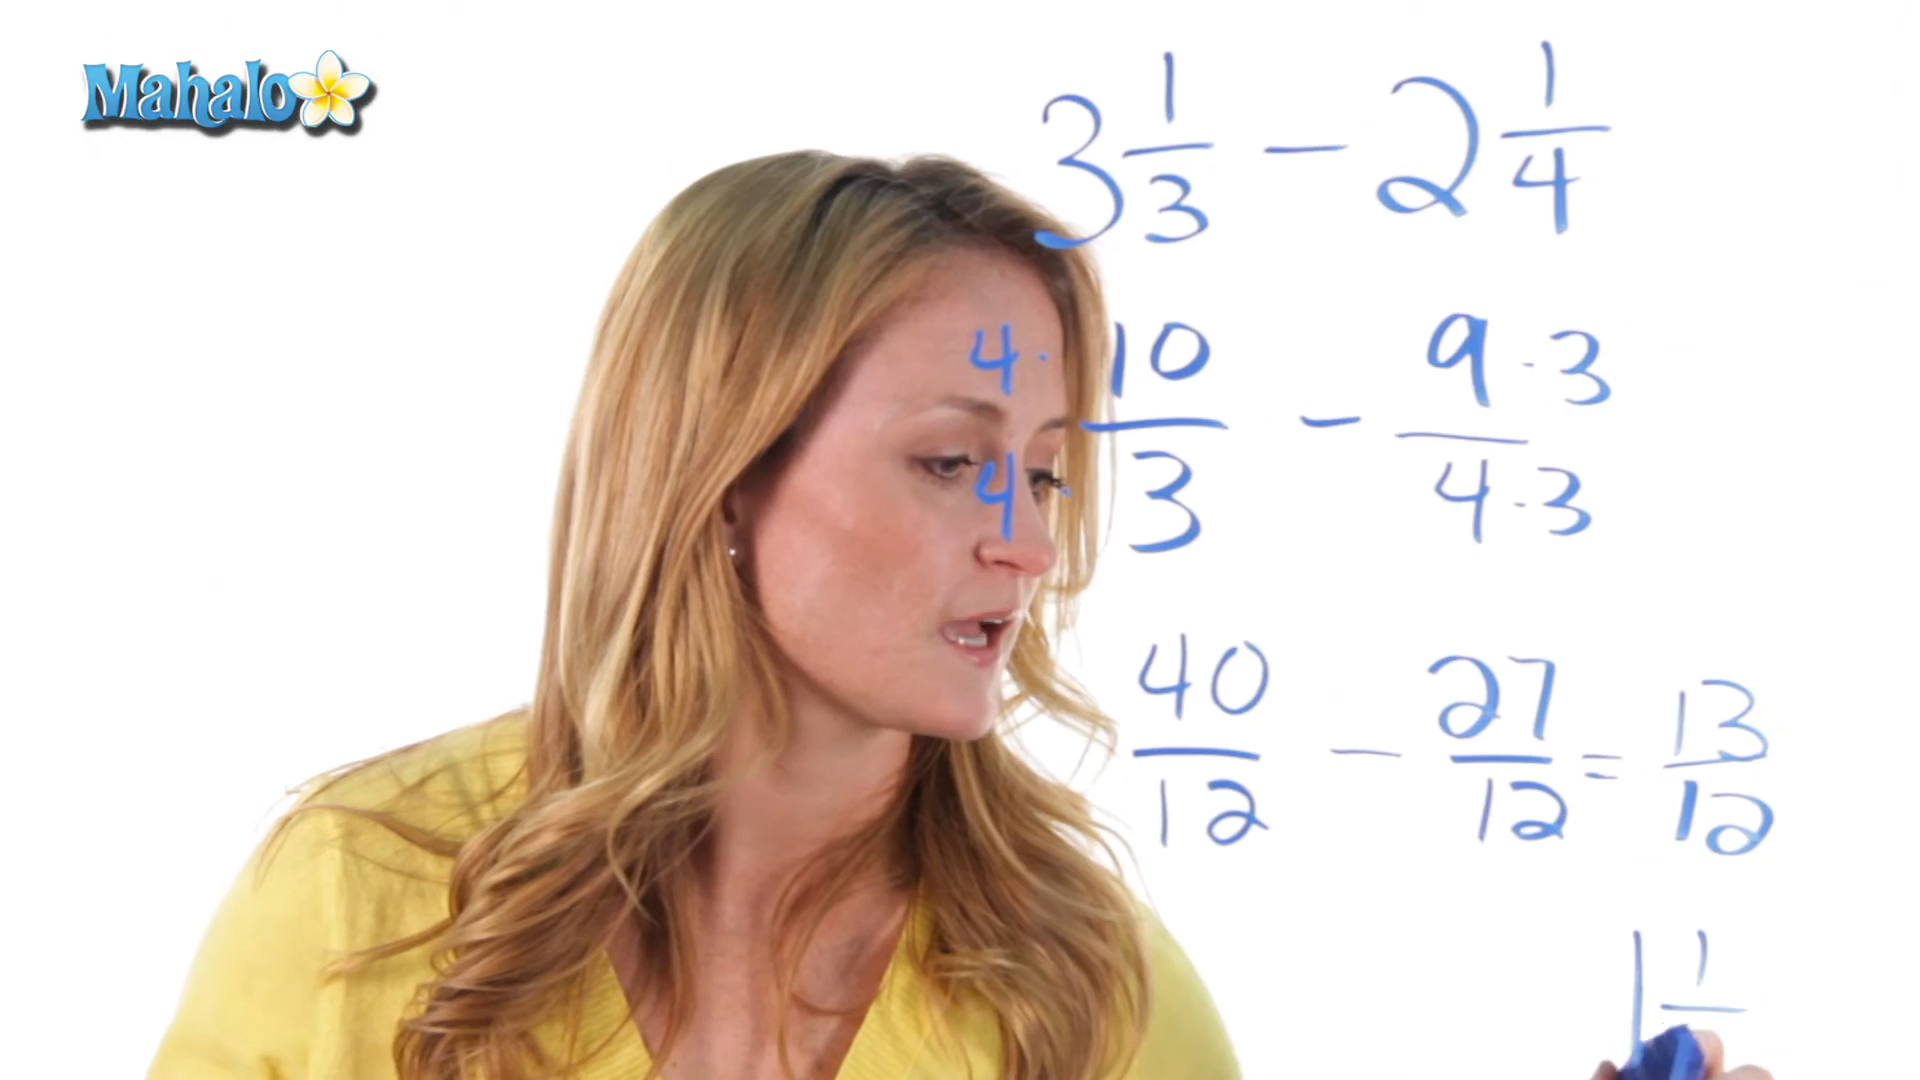 Mahalo
3 1/3 - 2 1/4
4 · 10/3 - 9 · 3/4 · 3
4 ·
40/12 - 27/12 = 13/12
1 1/